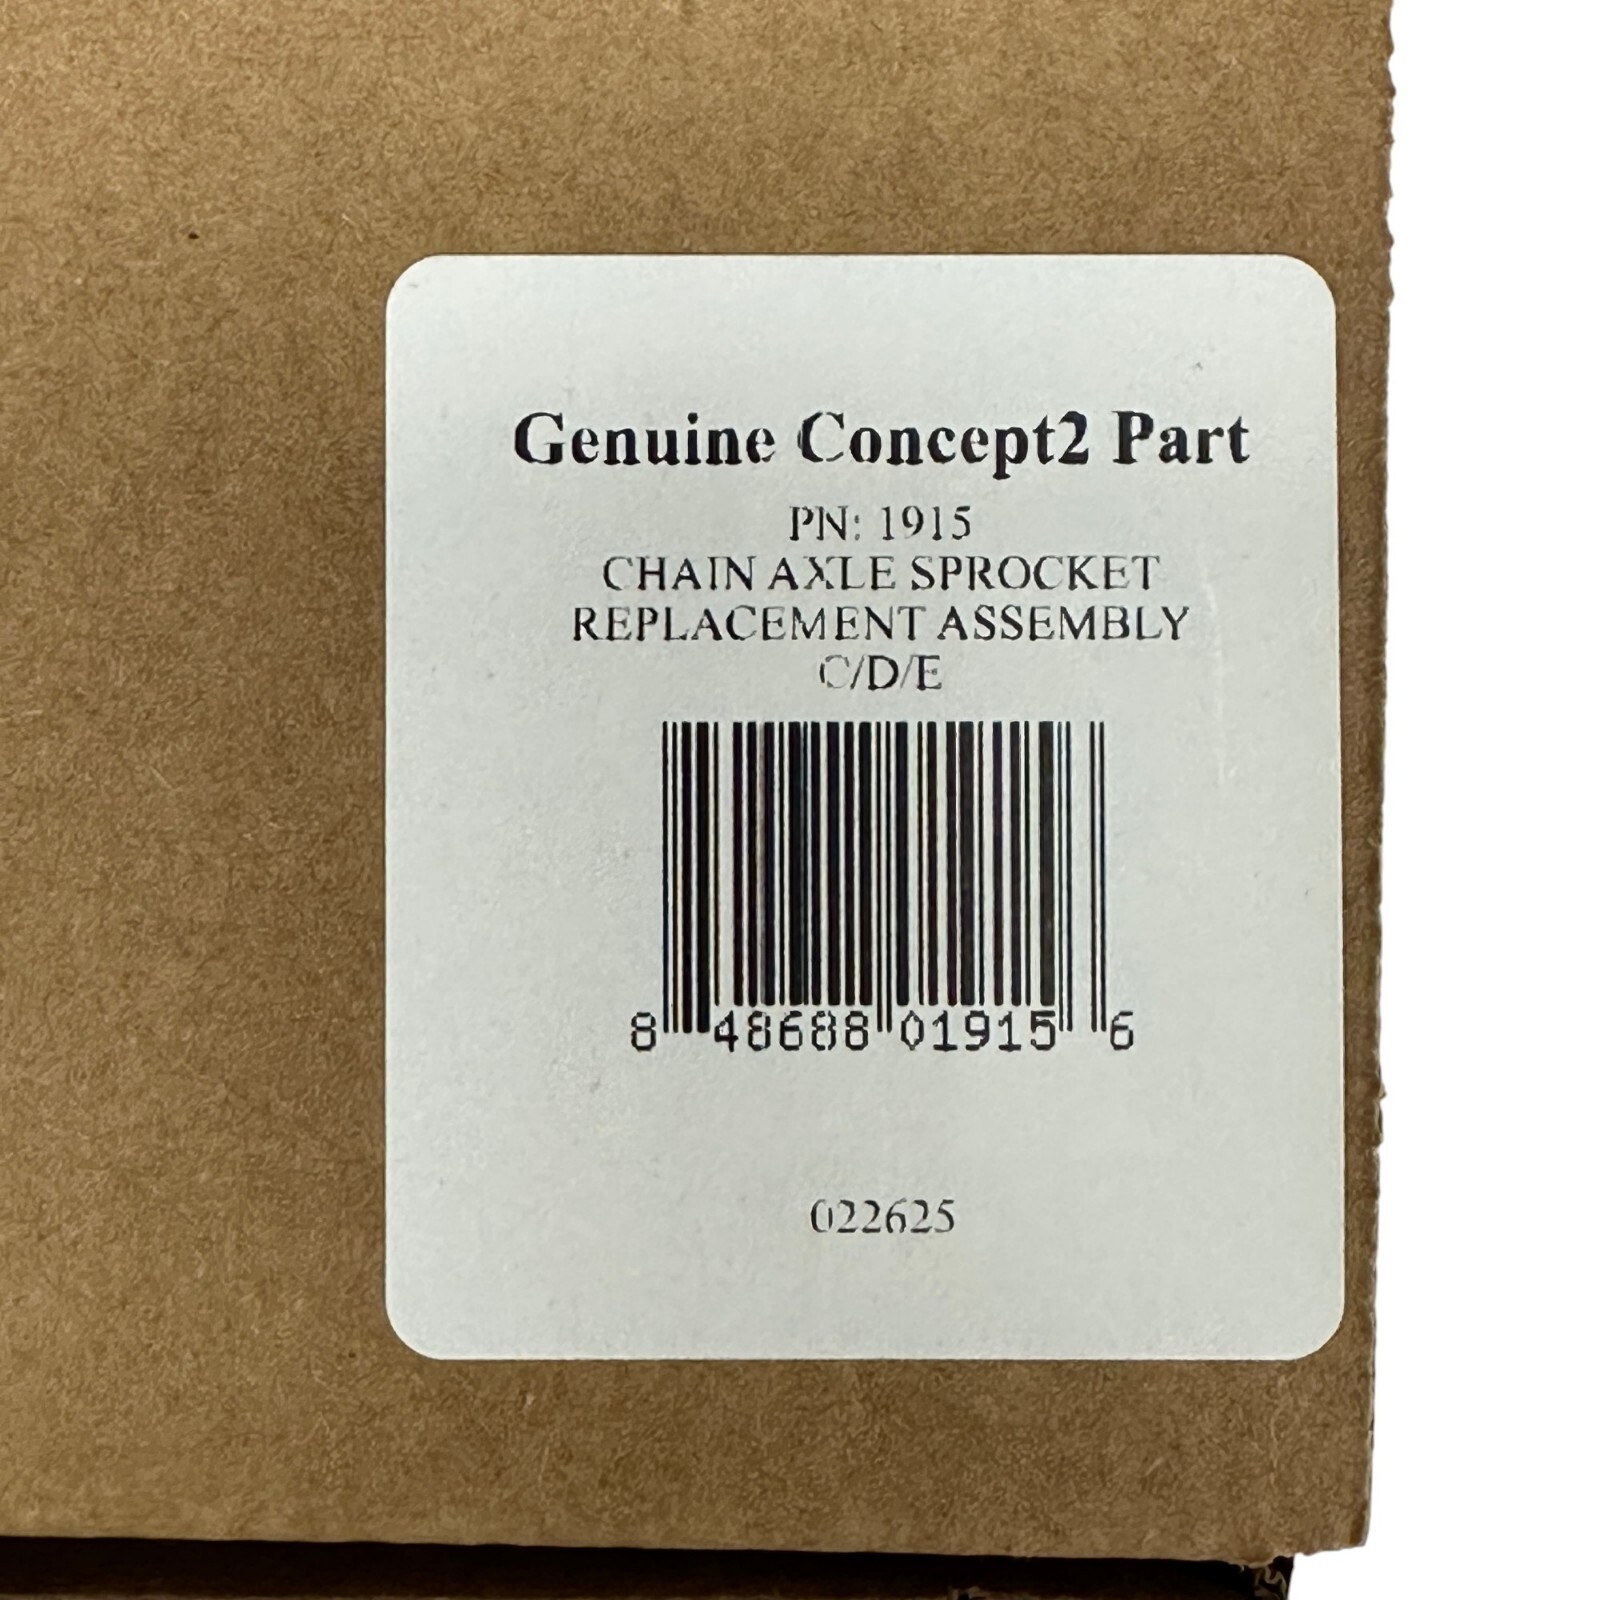 Genuine Concept2 Part
PN: 1915
CHAIN AXLE SPROCKET
REPLACEMENT ASSEMBLY
C/D/E
8 48688 01915 6
022625